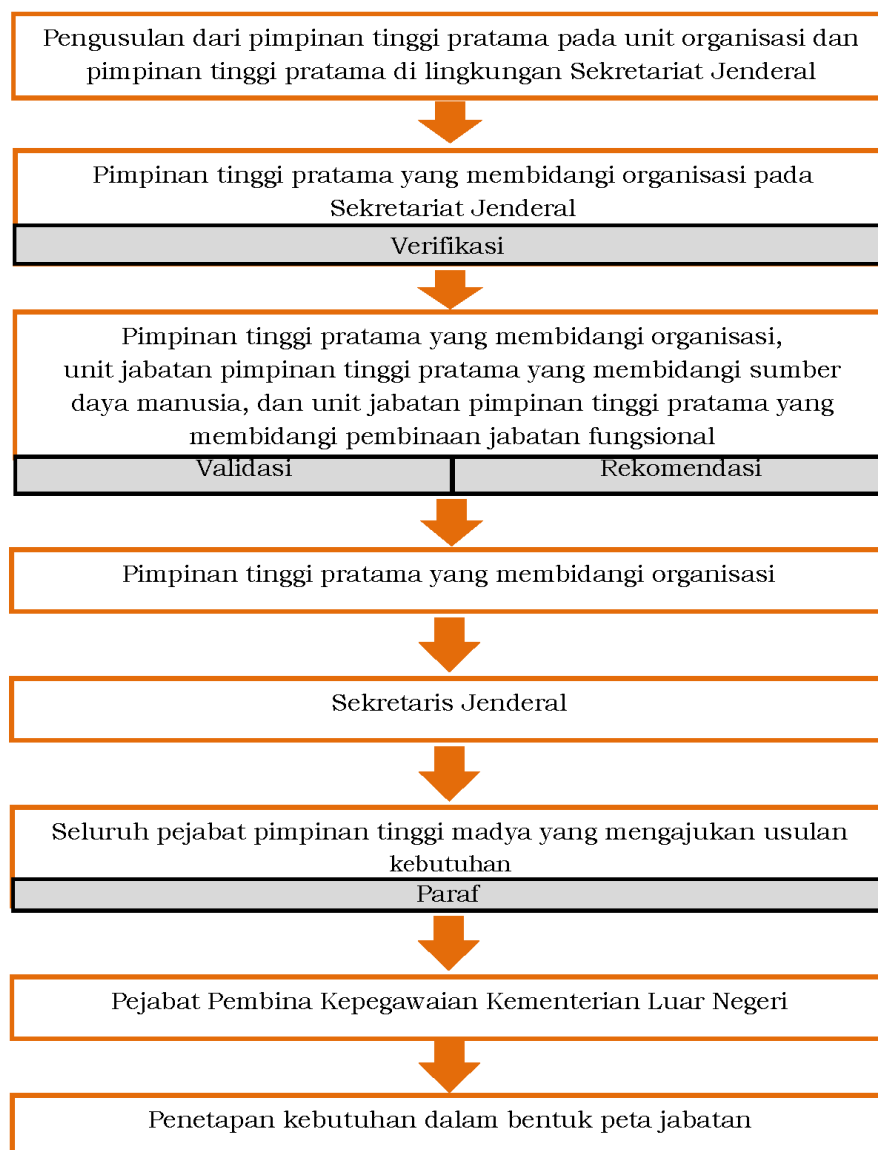 Pengusulan dari pimpinan tinggi pratama pada unit organisasi dan
pimpinan tinggi pratama di lingkungan Sekretariat Jenderal
Pimpinan tinggi pratama yang membidangi organisasi pada
Sekretariat Jenderal
Verifikasi
Pimpinan tinggi pratama yang membidangi organisasi,
unit jabatan pimpinan tinggi pratama yang membidangi sumber
daya manusia, dan unit jabatan pimpinan tinggi pratama yang
membidangi pembinaan jabatan fungsional
Validasi
Rekomendasi
Pimpinan tinggi pratama yang membidangi organisasi
Sekretaris Jenderal
Seluruh pejabat pimpinan tinggi madya yang mengajukan usulan
kebutuhan
Paraf
Pejabat Pembina Kepegawaian Kementerian Luar Negeri
Penetapan kebutuhan dalam bentuk peta jabatan